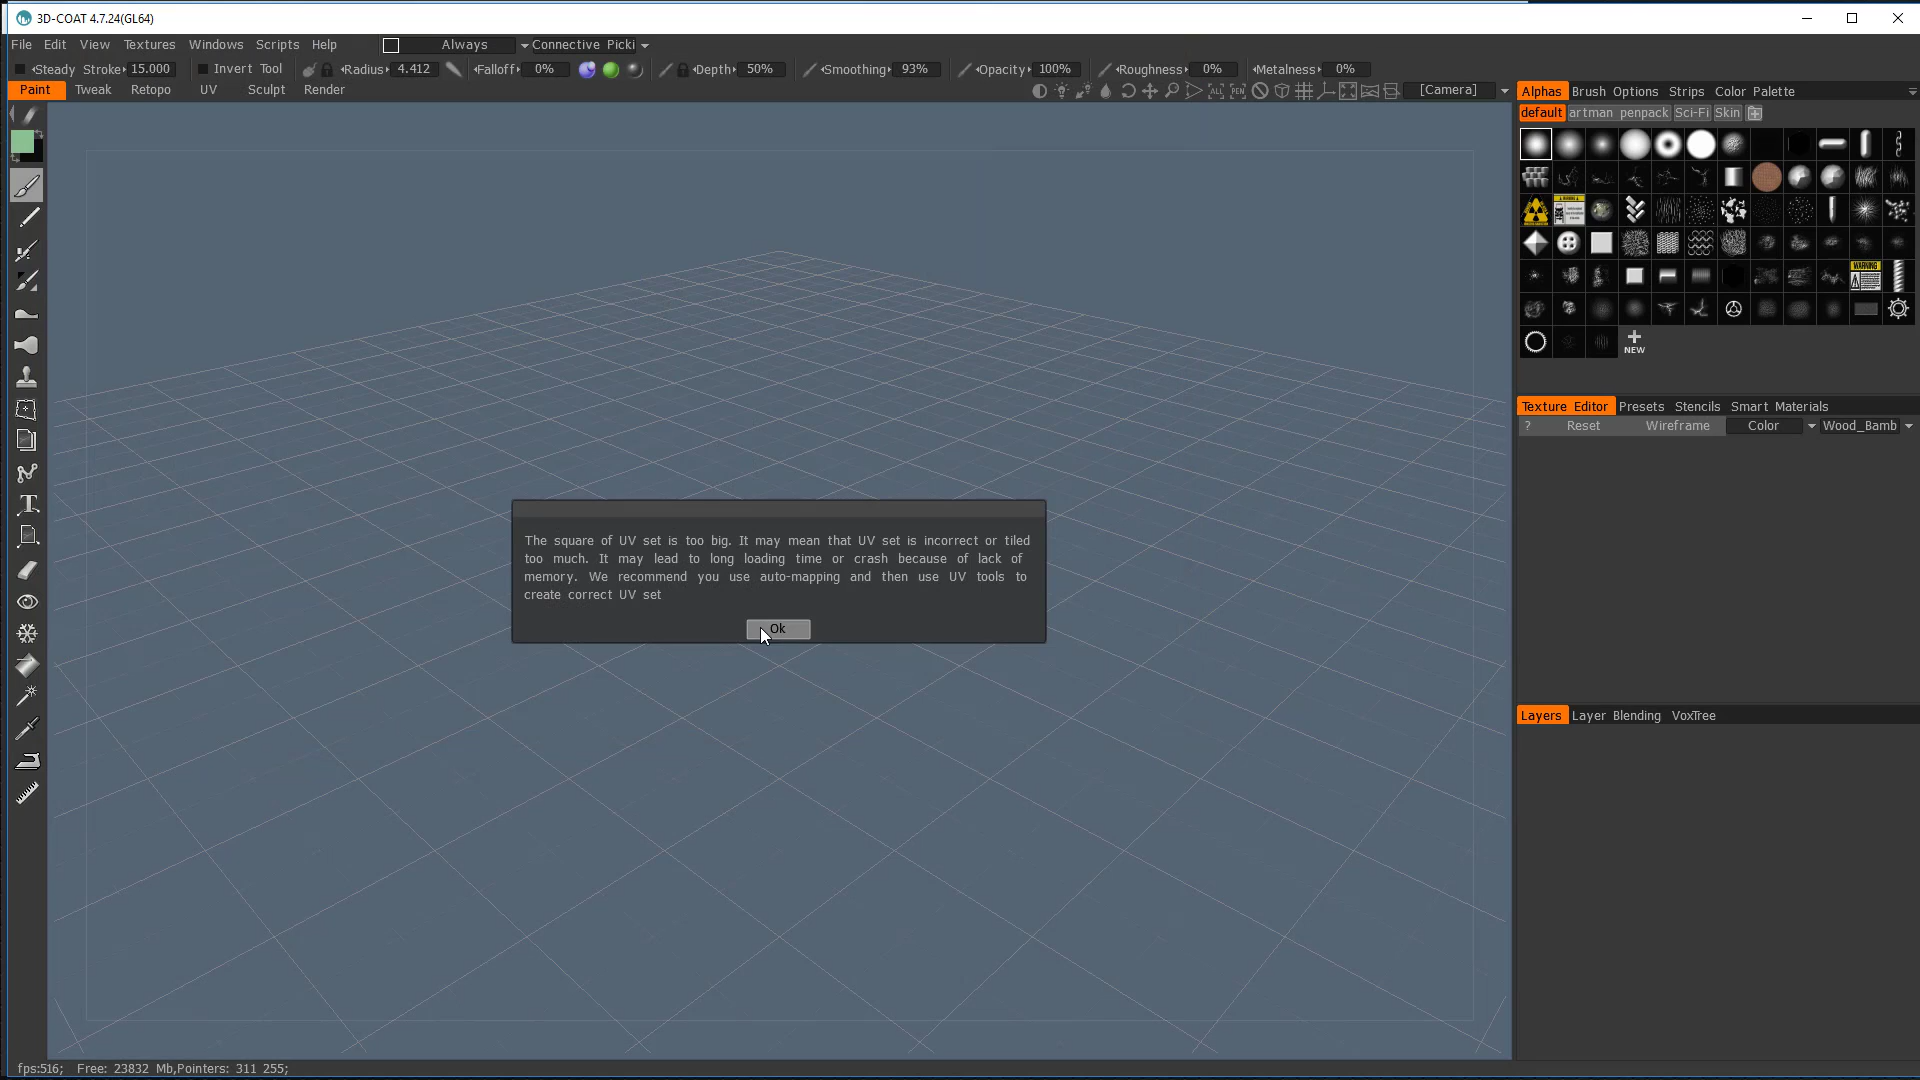 3D-COAT 4.7.24(GL64)
File Edit View Textures Windows Scripts Help Always Connective Picki
Steady Stroke 15.000 Invert Tool Radius 4.412 Falloff 0% Depth 50% Smoothing 93% Opacity 100% Roughness 0% Metalness 0%
Paint Tweak Retopo UV Sculpt Render ALL PEN [Camera]
Alphas Brush Options Strips Color Palette
default artman penpack Sci-Fi Skin
WARNING
NEW
Texture Editor Presets Stencils Smart Materials
? Reset Wireframe Color Wood_Bamb
The square of UV set is too big. It may mean that UV set is incorrect or tiled
too much. It may lead to long loading time or crash because of lack of
memory. We recommend you use auto-mapping and then use UV tools to
create correct UV set
Ok
Layers Layer Blending VoxTree
fps:516; Free: 23832 Mb,Pointers: 311 255;